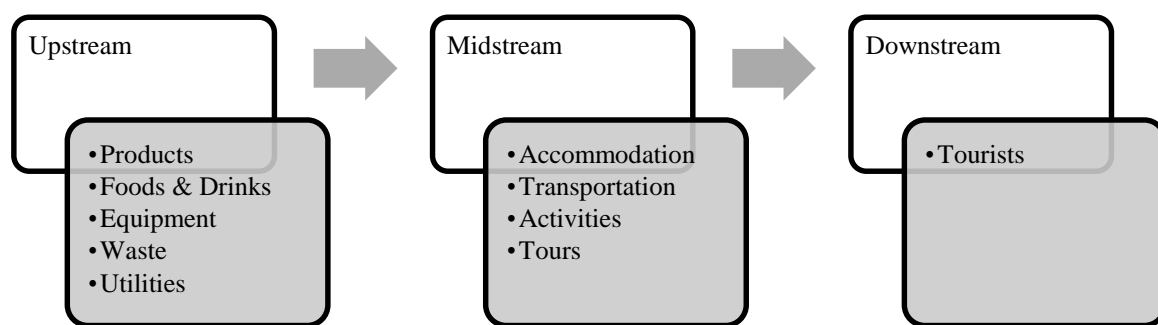 Upstream
•Products
•Foods & Drinks
•Equipment
•Waste
•Utilities
Midstream
•Accommodation
•Transportation
•Activities
•Tours
Downstream
•Tourists